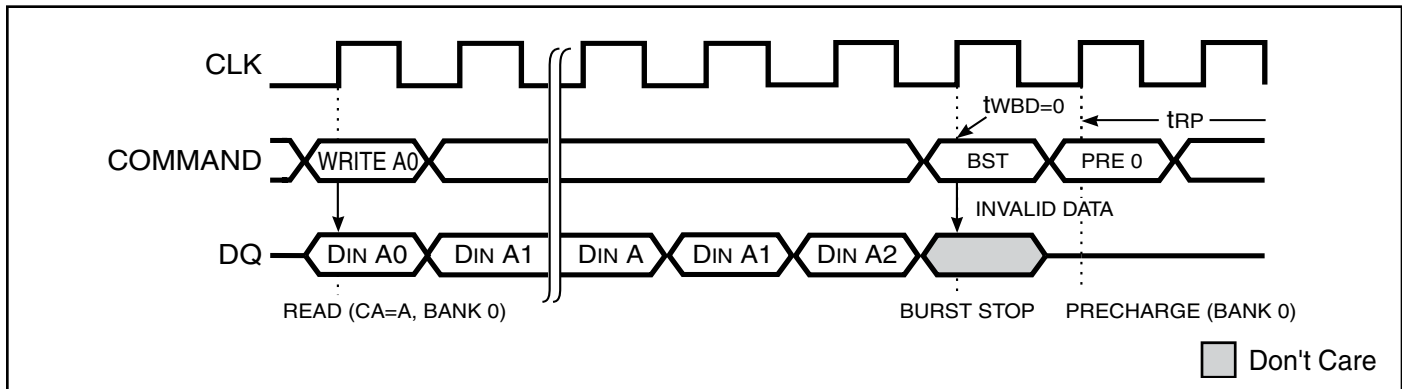 CLK
tWBD=0
tRP
COMMAND
WRITE A0
BST
PRE 0
INVALID DATA
DQ
DIN A0
DIN A1
DIN A
DIN A1
DIN A2
READ (CA=A, BANK 0)
BURST STOP
PRECHARGE (BANK 0)
Don't Care